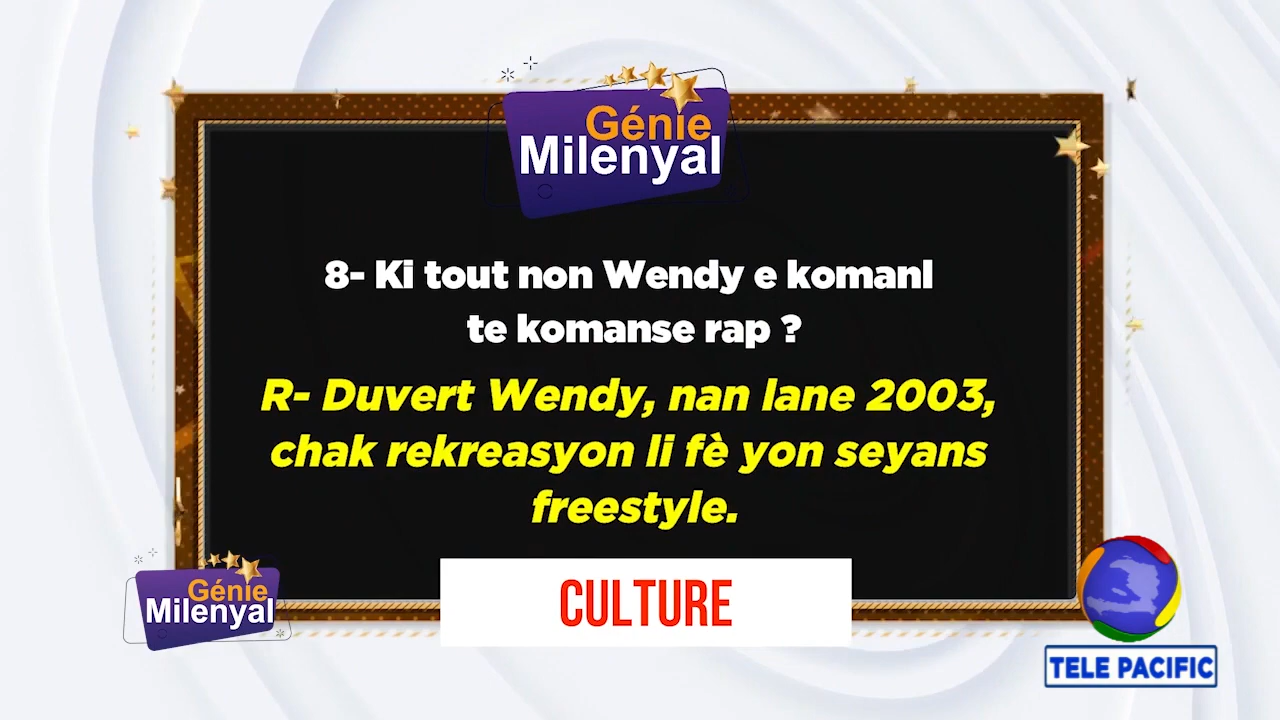 Génie
Milenyal
8- Ki tout non Wendy e komanl
te komanse rap ?
R- Duvert Wendy, nan lane 2003,
chak rekreasyon li fè yon seyans
freestyle.
Génie
Milenyal
CULTURE
TELE PACIFIC